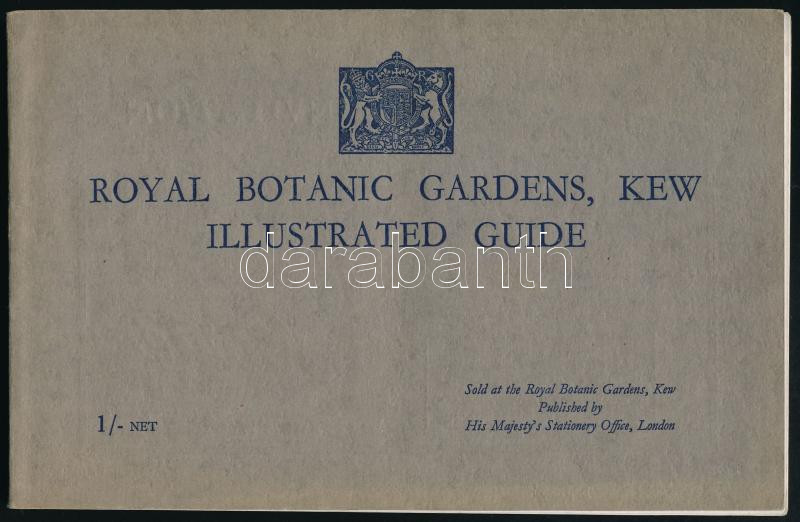 G R
ROYAL BOTANIC GARDENS, KEW
ILLUSTRATED GUIDE
darabanth
Sold at the Royal Botanic Gardens, Kew
Published by
His Majesty's Stationery Office, London
1/- NET